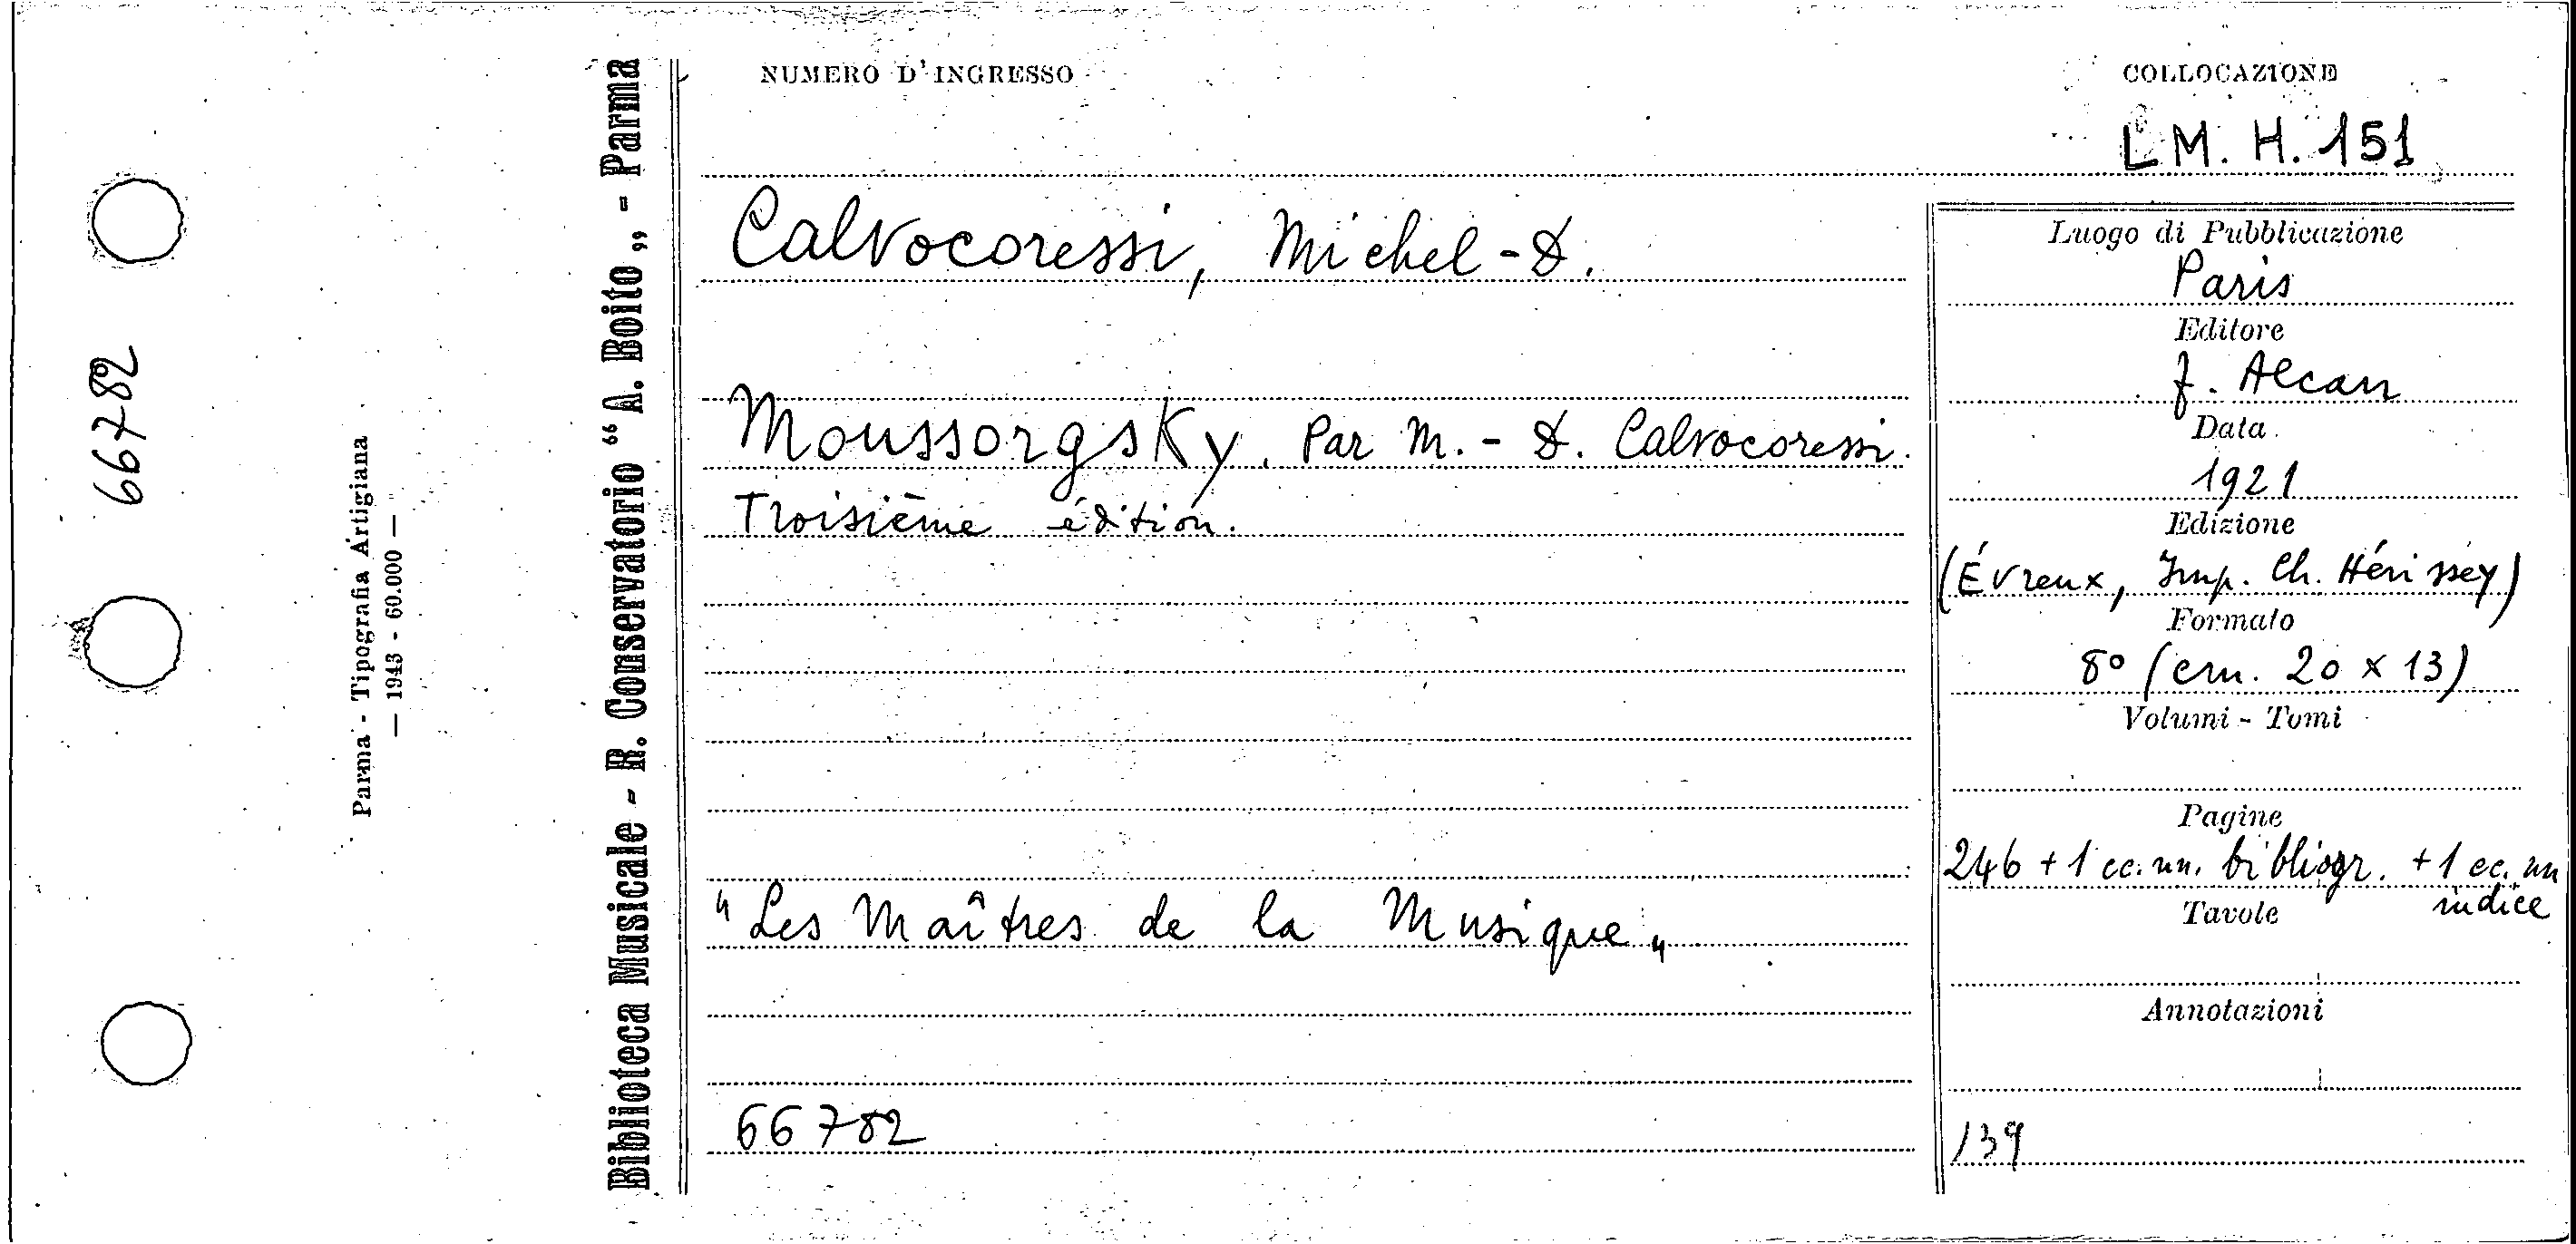 66782
Parma - Tipografia Artigiana
— 1943 - 60.000 —
Biblioteca Musicale - R. Conservatorio “A. Boito„ - Parma
NUMERO D'INGRESSO
COLLOCAZIONE
L.M. H. 151
Calvocoressi, Michel-D.
Moussorgsky. Par M.-D. Calvocoressi.
Troisième édition.
"Les Maîtres de la Musique"
66782
Luogo di Pubblicazione
Paris
Editore
F. Alcan
Data
1921
Edizione
(Évreux, Imp. Ch. Hérissey)
Formato
8° (cm. 20 x 13)
Volumi - Tomi
Pagine
246 + 1 cc. nn. bibliogr. + 1 cc. nn
indice
Tavole
Annotazioni
139